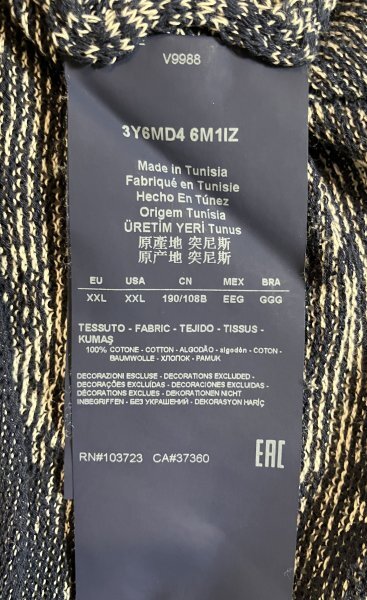 V9988
3Y6MD4 6M1IZ
Made in Tunisia
Fabriqué en Tunisie
Hecho En Túnez
Origem Tunisia
ÜRETİM YERİ Tunus
原産地 突尼斯
原产地 突尼斯
EU USA CN MEX BRA
XXL XXL 190/108B EEG GGG
TESSUTO - FABRIC - TEJIDO - TISSUS -
KUMAŞ
100% COTONE - COTTON - ALGODÃO - algodón - COTON -
BAUMWOLLE - ХЛОПОК - PAMUK
DECORAZIONI ESCLUSE - DECORATIONS EXCLUDED -
DECORAÇÕES EXCLUÍDAS - DECORACIONES EXCLUIDAS -
DÉCORATIONS EXCLUES - DEKORATIONEN NICHT
INBEGRIFFEN - БЕЗ УКРАШЕНИЙ - DEKORASYON HARİÇ
RN#103723 CA#37360 EAC